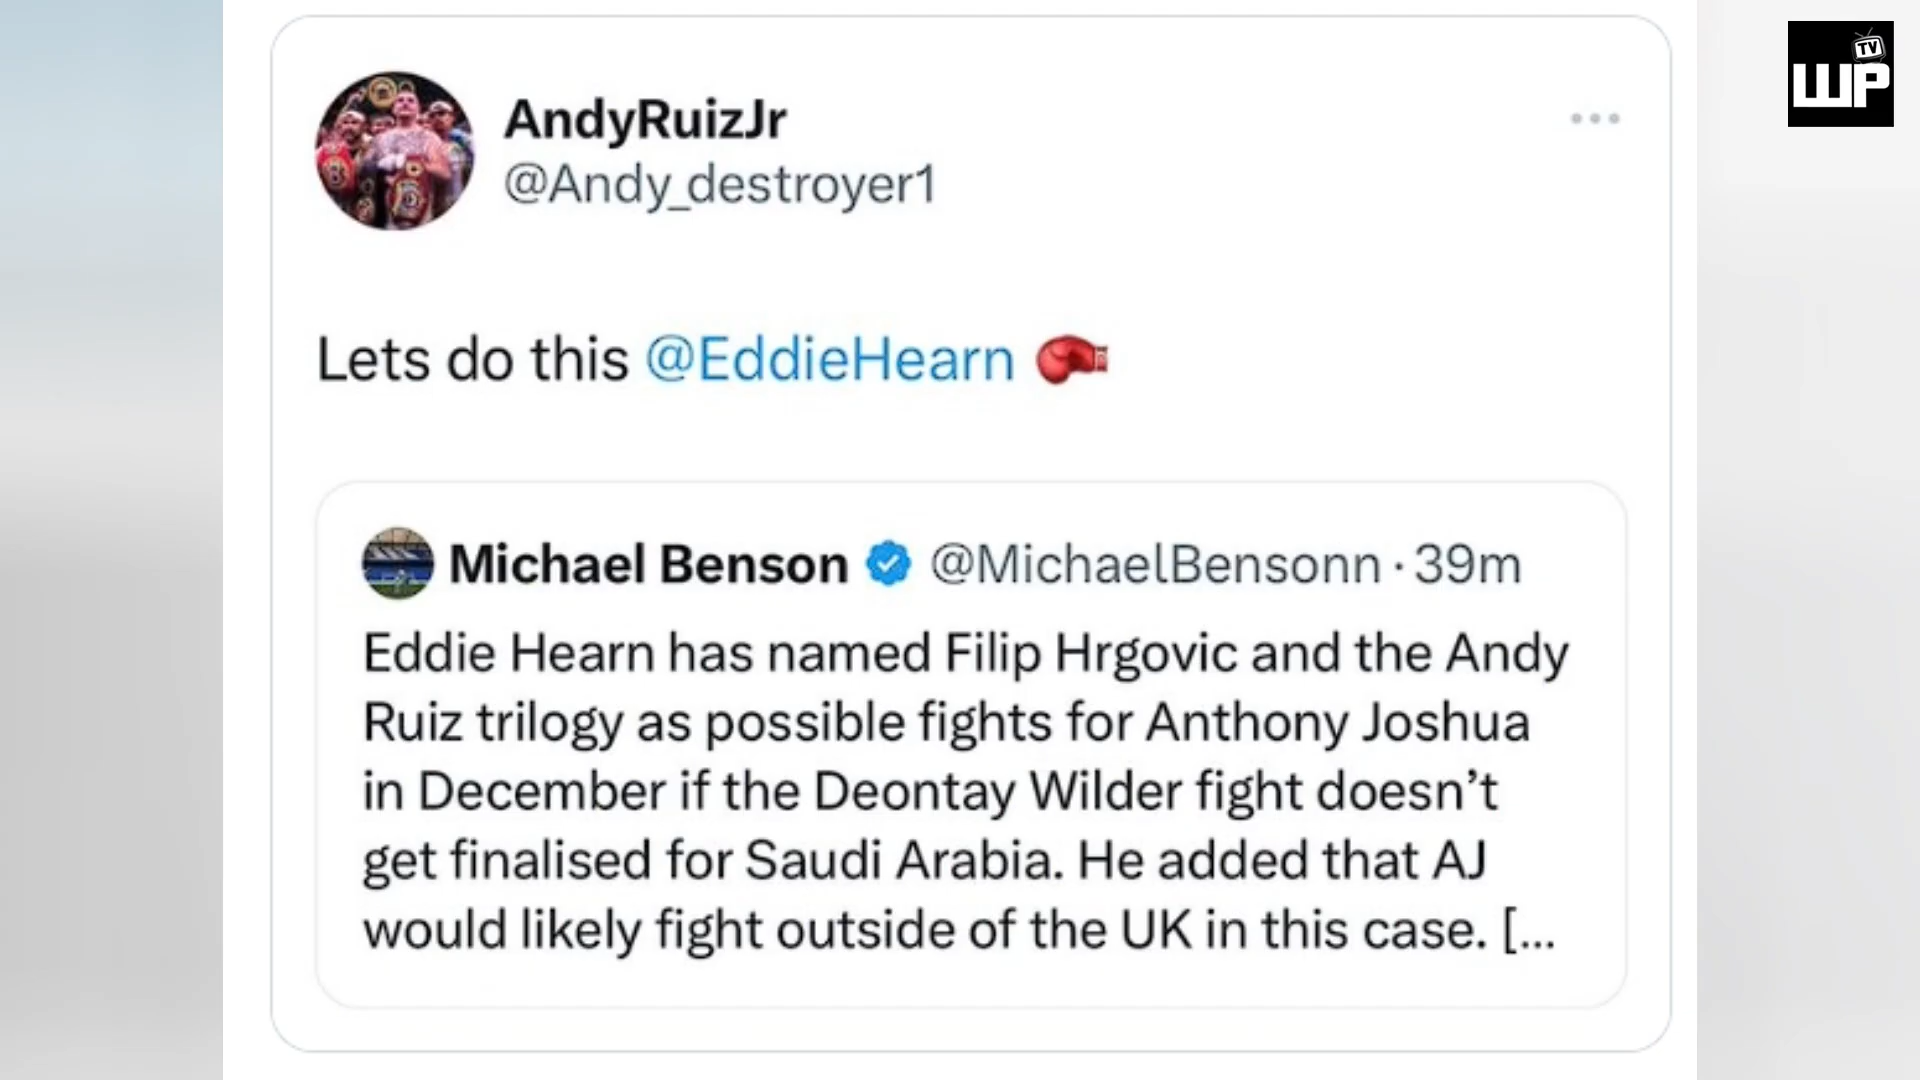 TV
WP
AndyRuizJr
@Andy_destroyer1
Lets do this @EddieHearn 🥊
Michael Benson @MichaelBensonn · 39m
Eddie Hearn has named Filip Hrgovic and the Andy
Ruiz trilogy as possible fights for Anthony Joshua
in December if the Deontay Wilder fight doesn’t
get finalised for Saudi Arabia. He added that AJ
would likely fight outside of the UK in this case. [...